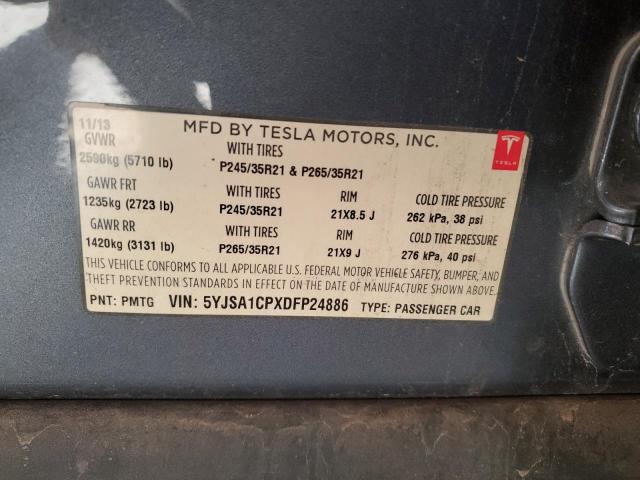 11/13
MFD BY TESLA MOTORS, INC.
GVWR WITH TIRES
2590kg (5710 lb) P245/35R21 & P265/35R21
GAWR FRT WITH TIRES RIM COLD TIRE PRESSURE
1235kg (2723 lb) P245/35R21 21X8.5 J 262 kPa, 38 psi
GAWR RR WITH TIRES RIM COLD TIRE PRESSURE
1420kg (3131 lb) P265/35R21 21X9 J 276 kPa, 40 psi
THIS VEHICLE CONFORMS TO ALL APPLICABLE U.S. FEDERAL MOTOR VEHICLE SAFETY, BUMPER, AND
THEFT PREVENTION STANDARDS IN EFFECT ON THE DATE OF MANUFACTURE SHOWN ABOVE.
PNT: PMTG VIN: 5YJSA1CPXDFP24886 TYPE: PASSENGER CAR
TESLA